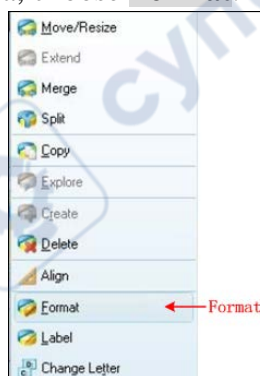 Move/Resize
Extend
Merge
Split
Copy
Explore
Create
Delete
Align
Format
Format
Label
Change Letter